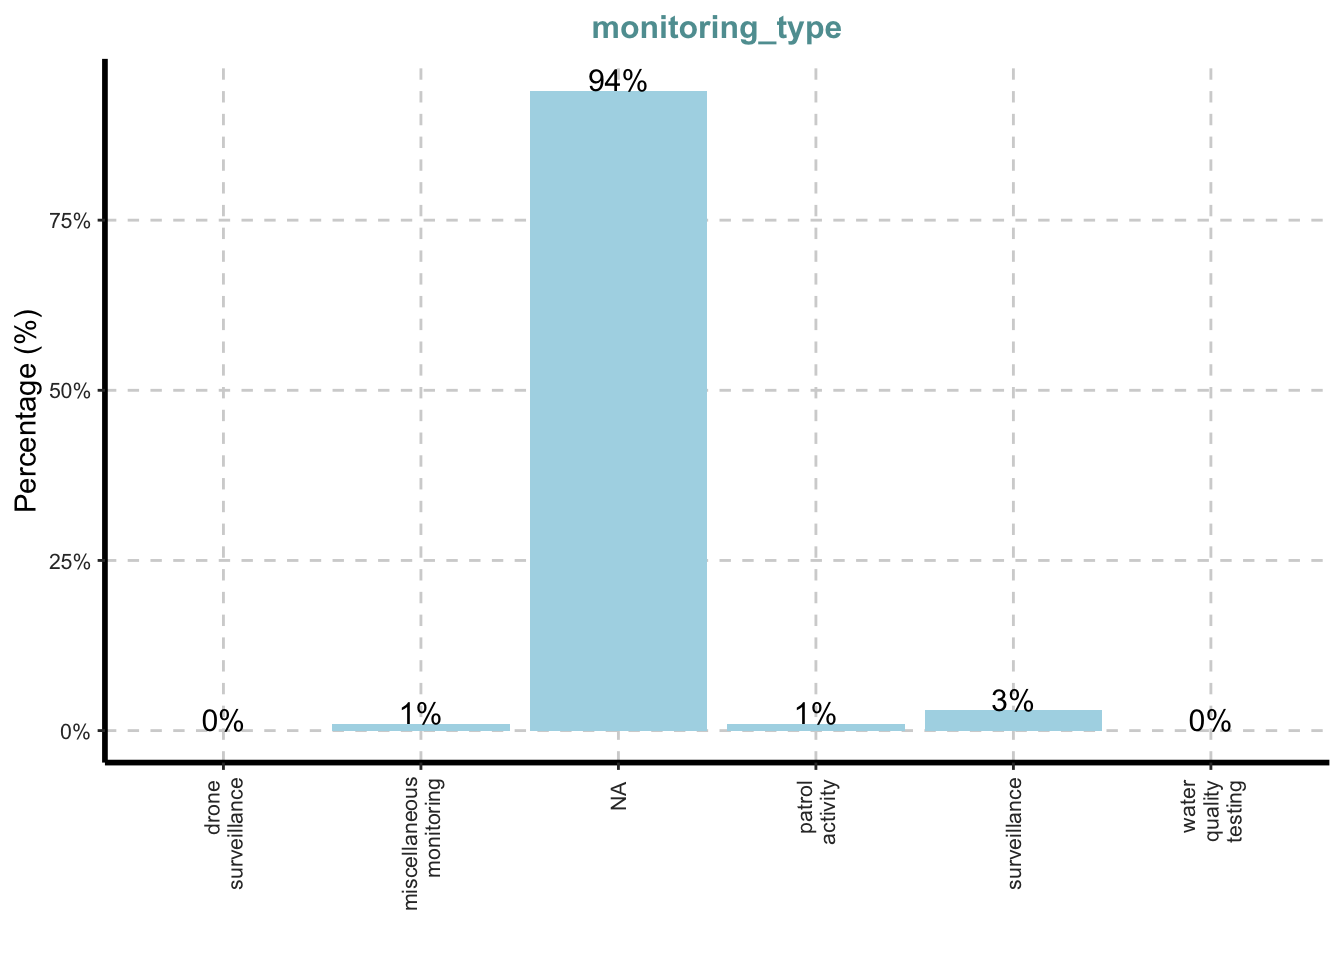 monitoring_type
94%
75%
50%
25%
0%
Percentage (%)
0%
1%
1%
3%
0%
drone
surveillance
miscellaneous
monitoring
NA
patrol
activity
surveillance
water
quality
testing